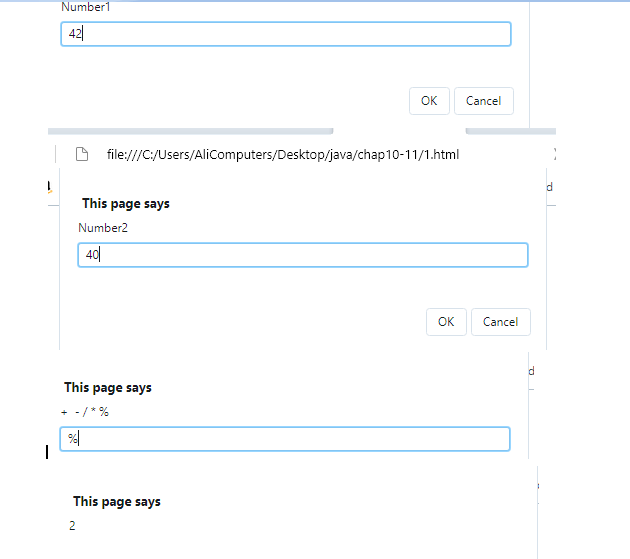 Number1
42
OK Cancel
file:///C:/Users/AliComputers/Desktop/java/chap10-11/1.html
d
This page says
Number2
40
OK Cancel
d
This page says
+ - / * %
%
This page says
2